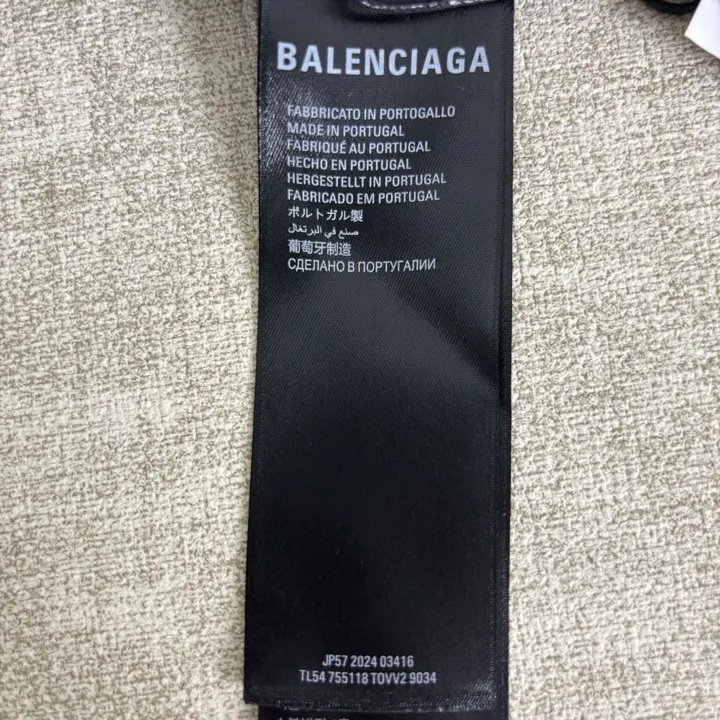 BALENCIAGA
FABBRICATO IN PORTOGALLO
MADE IN PORTUGAL
FABRIQUÉ AU PORTUGAL
HECHO EN PORTUGAL
HERGESTELLT IN PORTUGAL
FABRICADO EM PORTUGAL
ポルトガル製
صنع في البرتغال
葡萄牙制造
СДЕЛАНО В ПОРТУГАЛИИ
JP57 2024 03416
TL54 755118 TOVV2 9034